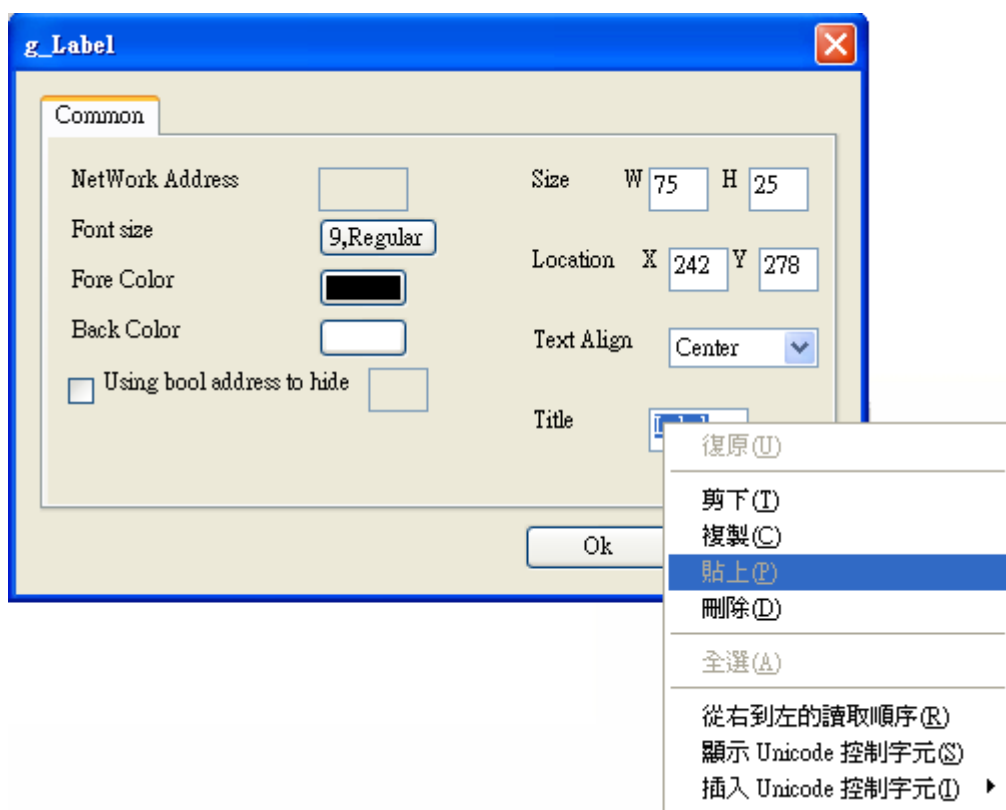 g_Label
Common
NetWork Address
Font size 9,Regular
Fore Color
Back Color
Using bool address to hide
Size W 75 H 25
Location X 242 Y 278
Text Align Center
Title
Ok
復原(U)
剪下(T)
複製(C)
貼上(P)
刪除(D)
全選(A)
從右到左的讀取順序(R)
顯示 Unicode 控制字元(S)
插入 Unicode 控制字元(I)